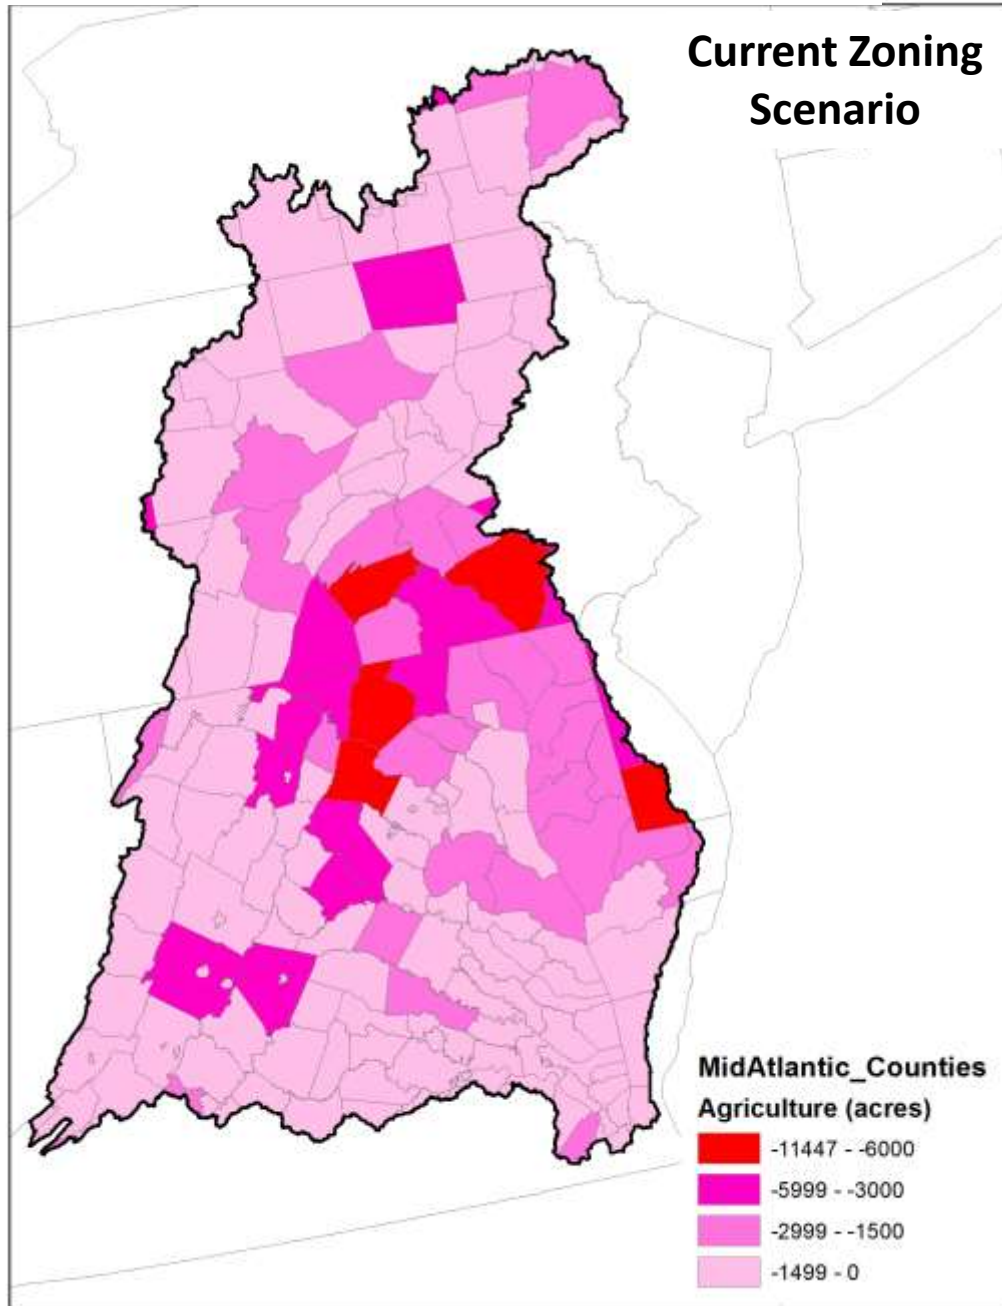 Current Zoning
Scenario
MidAtlantic_Counties
Agriculture (acres)
-11447 - -6000
-5999 - -3000
-2999 - -1500
-1499 - 0